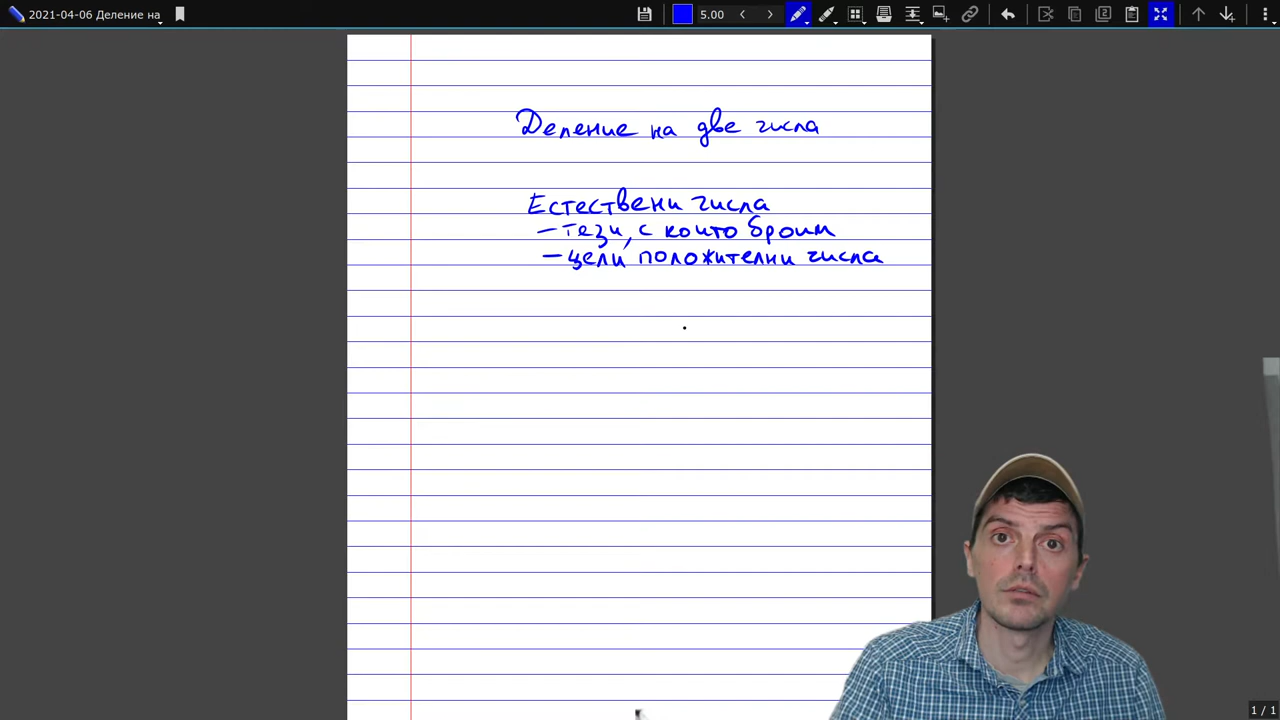 2021-04-06 Деление на
5.00
Деление на две числа
Естествени числа
- тези, с които броим
- цели положителни числа
1 / 1